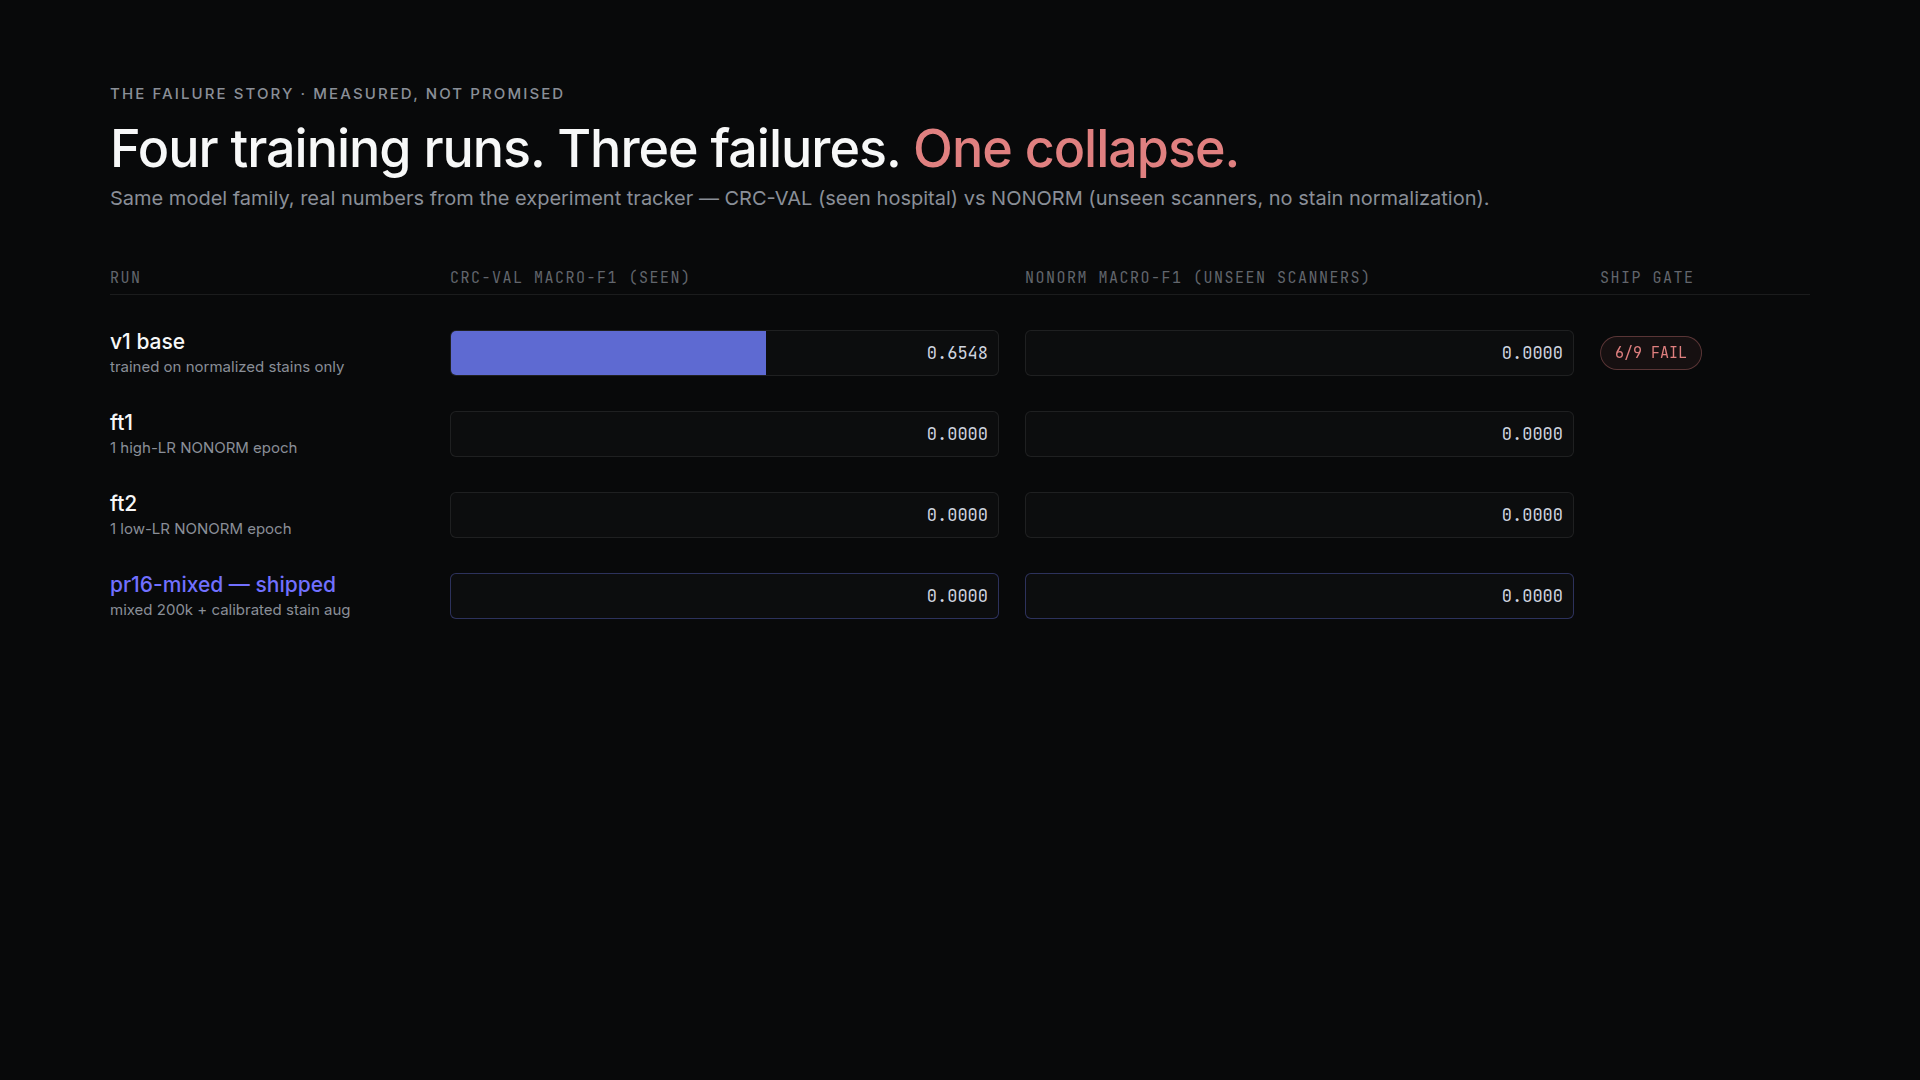 THE FAILURE STORY · MEASURED, NOT PROMISED
Four training runs. Three failures. One collapse.
Same model family, real numbers from the experiment tracker — CRC-VAL (seen hospital) vs NONORM (unseen scanners, no stain normalization).
RUN CRC-VAL MACRO-F1 (SEEN) NONORM MACRO-F1 (UNSEEN SCANNERS) SHIP GATE
v1 base
trained on normalized stains only
0.6548 0.0000 6/9 FAIL
ft1
1 high-LR NONORM epoch
0.0000 0.0000
ft2
1 low-LR NONORM epoch
0.0000 0.0000
pr16-mixed — shipped
mixed 200k + calibrated stain aug
0.0000 0.0000